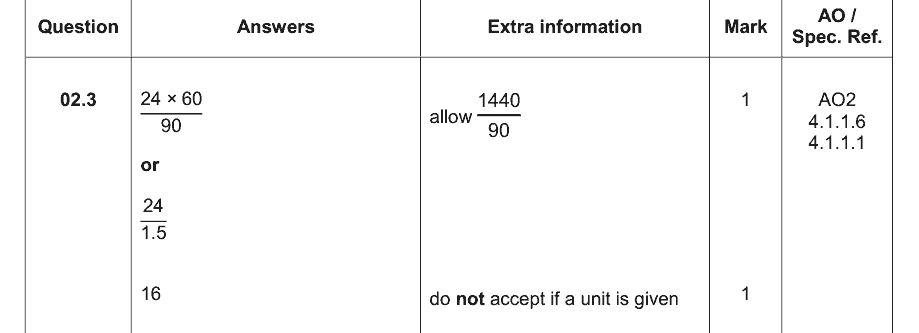 Question Answers Extra information Mark AO /
Spec. Ref.
02.3 24 × 60 / 90 allow 1440 / 90 1 AO2
4.1.1.6
4.1.1.1
or
24 / 1.5
16 do not accept if a unit is given 1